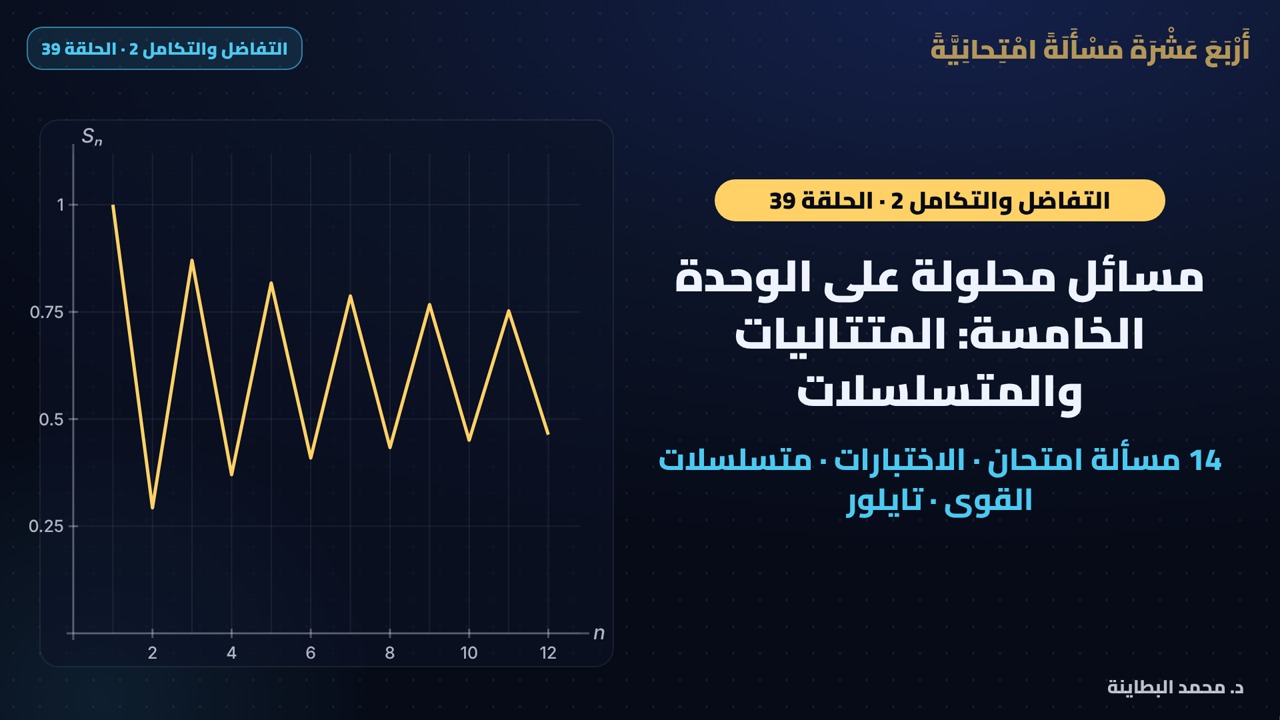 أَرْبَعَ عَشْرَةَ مَسْأَلَةً امْتِحانِيَّةً
التفاضل والتكامل 2 · الحلقة 39
التفاضل والتكامل 2 · الحلقة 39
مسائل محلولة على الوحدة
الخامسة: المتتاليات
والمتسلسلات
14 مسألة امتحان · الاختبارات · متسلسلات
القوى · تايلور
Sₙ
1
0.75
0.5
0.25
2 4 6 8 10 12 n
د. محمد البطاينة